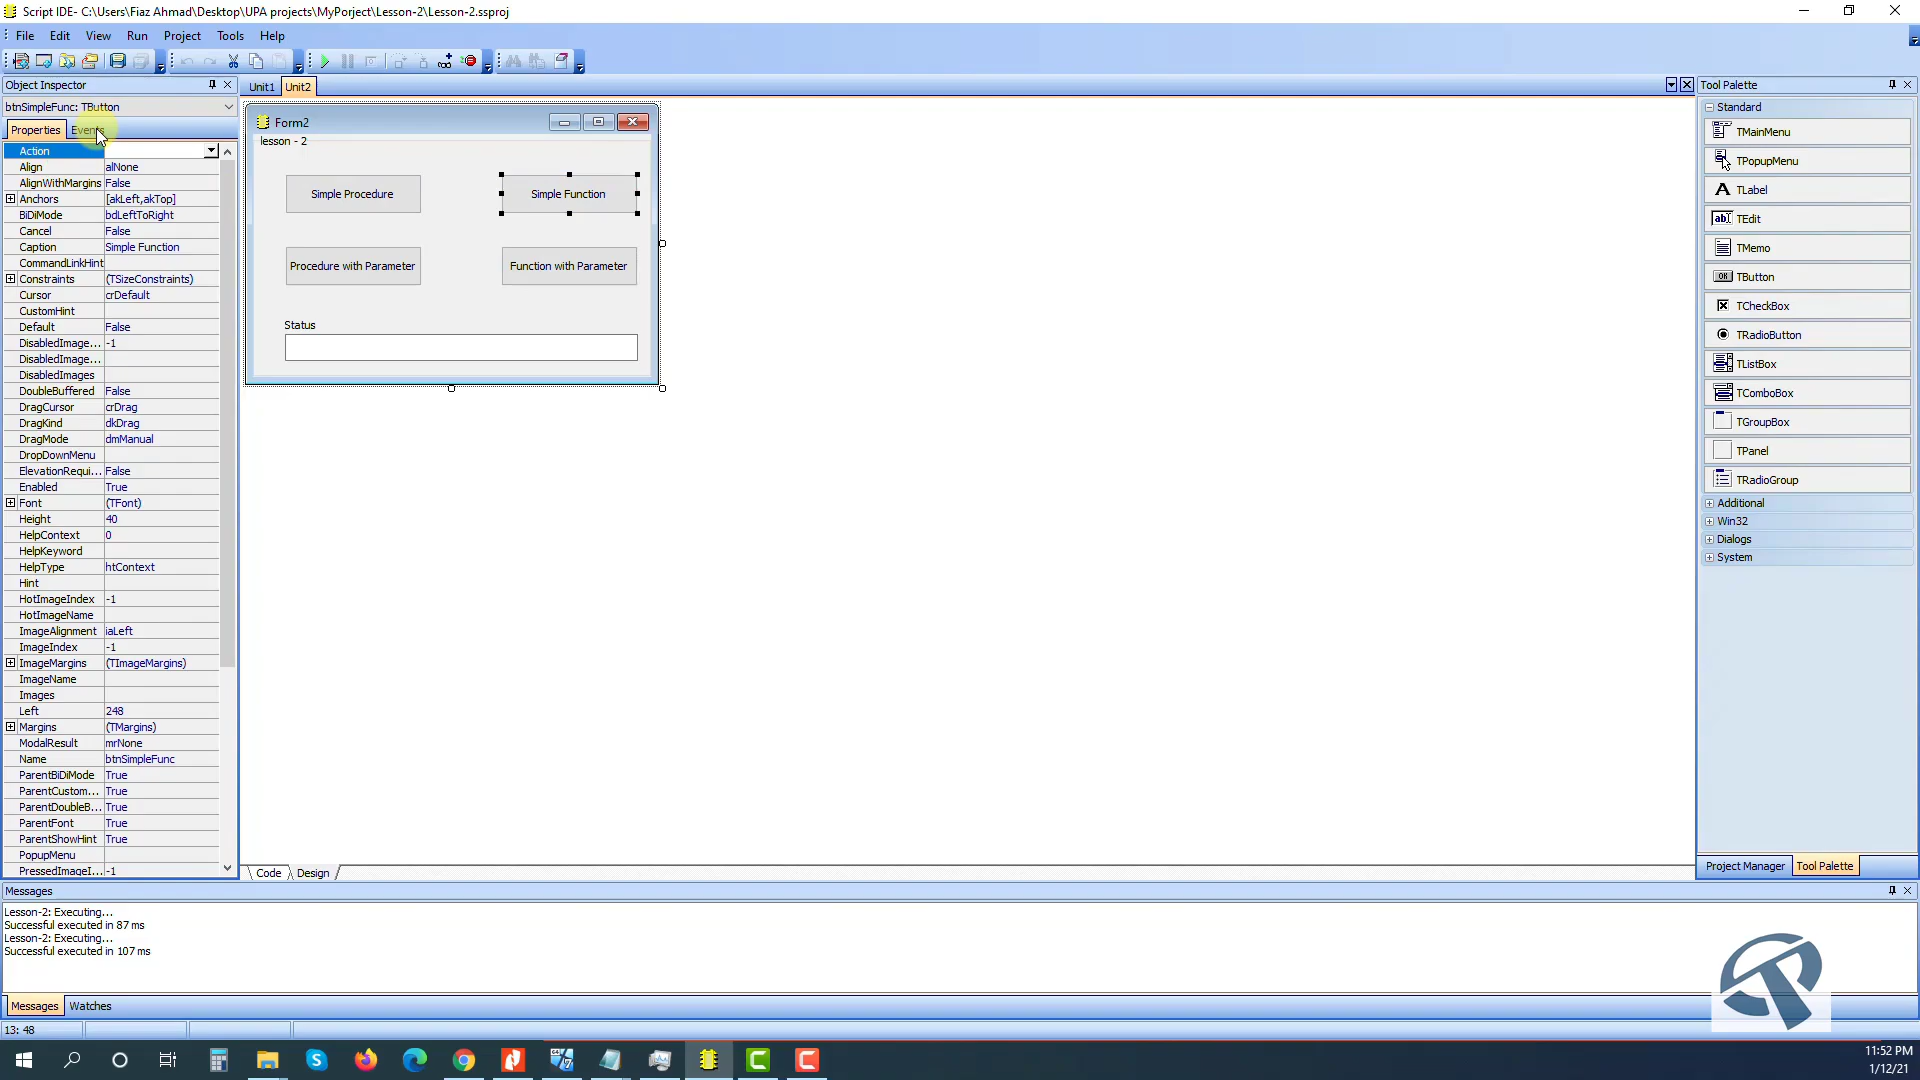 Script IDE- C:\Users\Fiaz Ahmad\Desktop\UPA projects\MyPorject\Lesson-2\Lesson-2.ssproj
File Edit View Run Project Tools Help
Object Inspector
btnSimpleFunc: TButton
Properties Events
Action
Align alNone
AlignWithMargins False
Anchors [akLeft,akTop]
BiDiMode bdLeftToRight
Cancel False
Caption Simple Function
CommandLinkHint
Constraints (TSizeConstraints)
Cursor crDefault
CustomHint
Default False
DisabledImage... -1
DisabledImage...
DisabledImages
DoubleBuffered False
DragCursor crDrag
DragKind dkDrag
DragMode dmManual
DropDownMenu
ElevationRequi... False
Enabled True
Font (TFont)
Height 40
HelpContext 0
HelpKeyword
HelpType htContext
Hint
HotImageIndex -1
HotImageName
ImageAlignment iaLeft
ImageIndex -1
ImageMargins (TImageMargins)
ImageName
Images
Left 248
Margins (TMargins)
ModalResult mrNone
Name btnSimpleFunc
ParentBiDiMode True
ParentCustom... True
ParentDoubleB... True
ParentFont True
ParentShowHint True
PopupMenu
PressedImageI... -1
Unit1 Unit2
Form2
lesson - 2
Simple Procedure Simple Function
Procedure with Parameter Function with Parameter
Status
Code Design
Tool Palette
Standard
TMainMenu
TPopupMenu
A TLabel
ab TEdit
TMemo
OK TButton
TCheckBox
TRadioButton
TListBox
TComboBox
TGroupBox
TPanel
TRadioGroup
Additional
Win32
Dialogs
System
Project Manager Tool Palette
Messages
Lesson-2: Executing...
Successful executed in 87 ms
Lesson-2: Executing...
Successful executed in 107 ms
Messages Watches
13: 48
11:52 PM
1/12/21